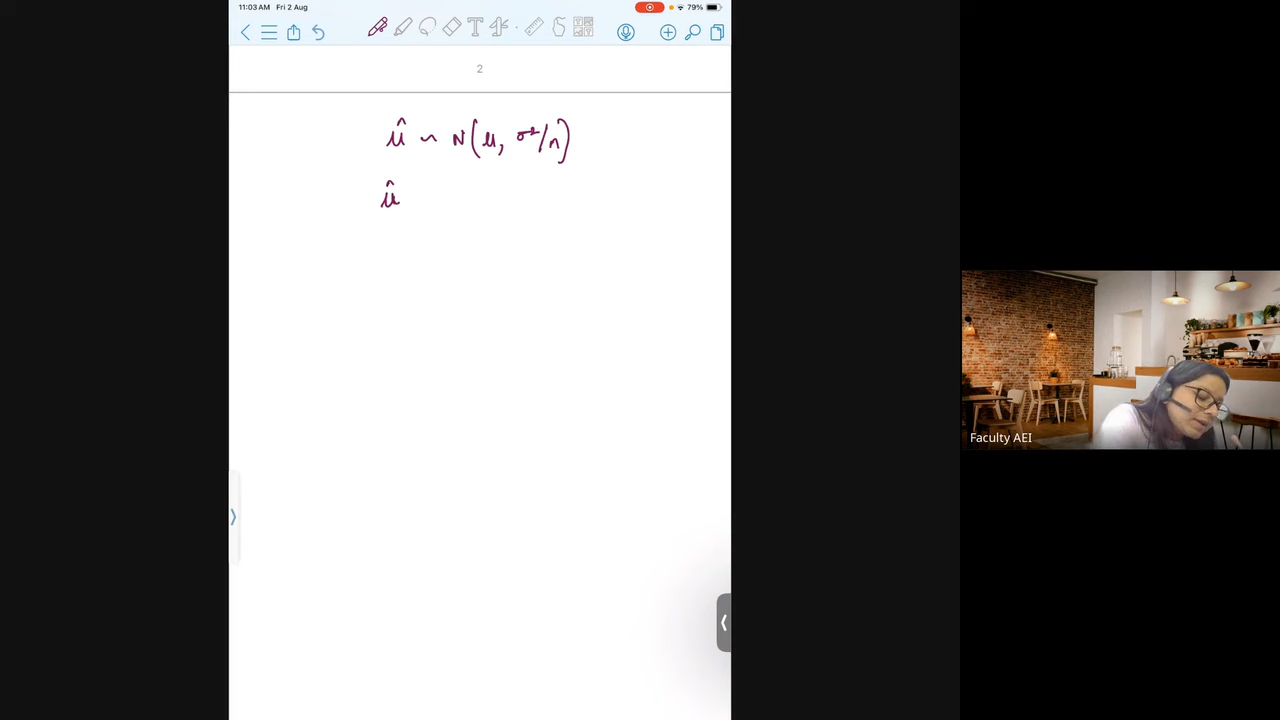 11:03 AM Fri 2 Aug 79%
2
μ̂ ~ N(μ, σ²/n)
μ̂
Faculty AEI